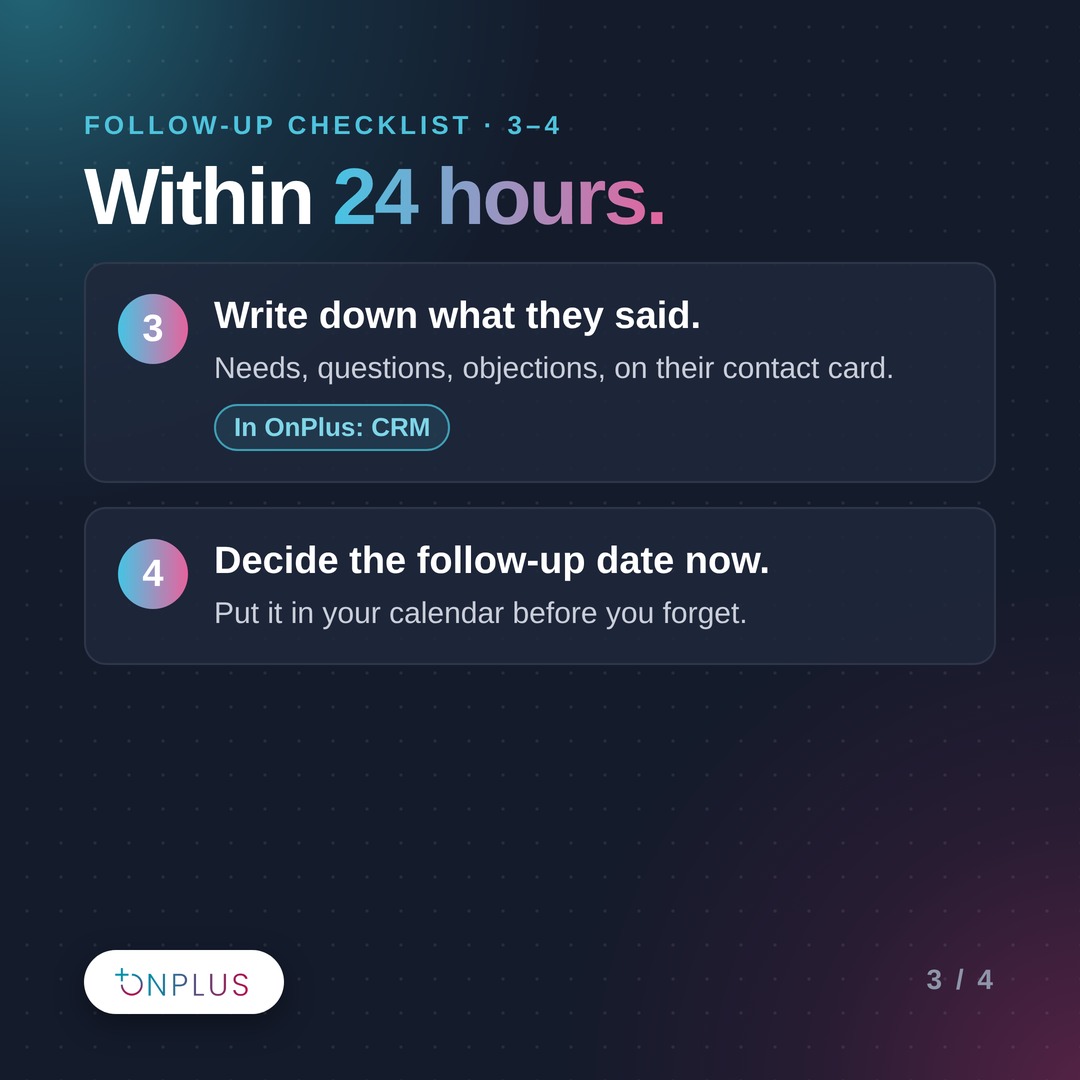 FOLLOW-UP CHECKLIST · 3–4
Within 24 hours.
3
Write down what they said.
Needs, questions, objections, on their contact card.
In OnPlus: CRM
4
Decide the follow-up date now.
Put it in your calendar before you forget.
ONPLUS
3 / 4